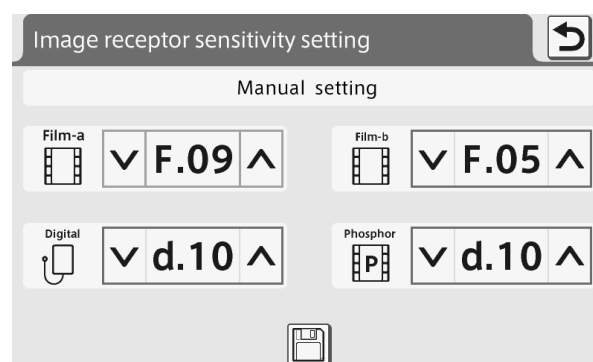 Image receptor sensitivity setting
Manual setting
Film-a
F.09
Film-b
F.05
Digital
d.10
Phosphor
P
d.10